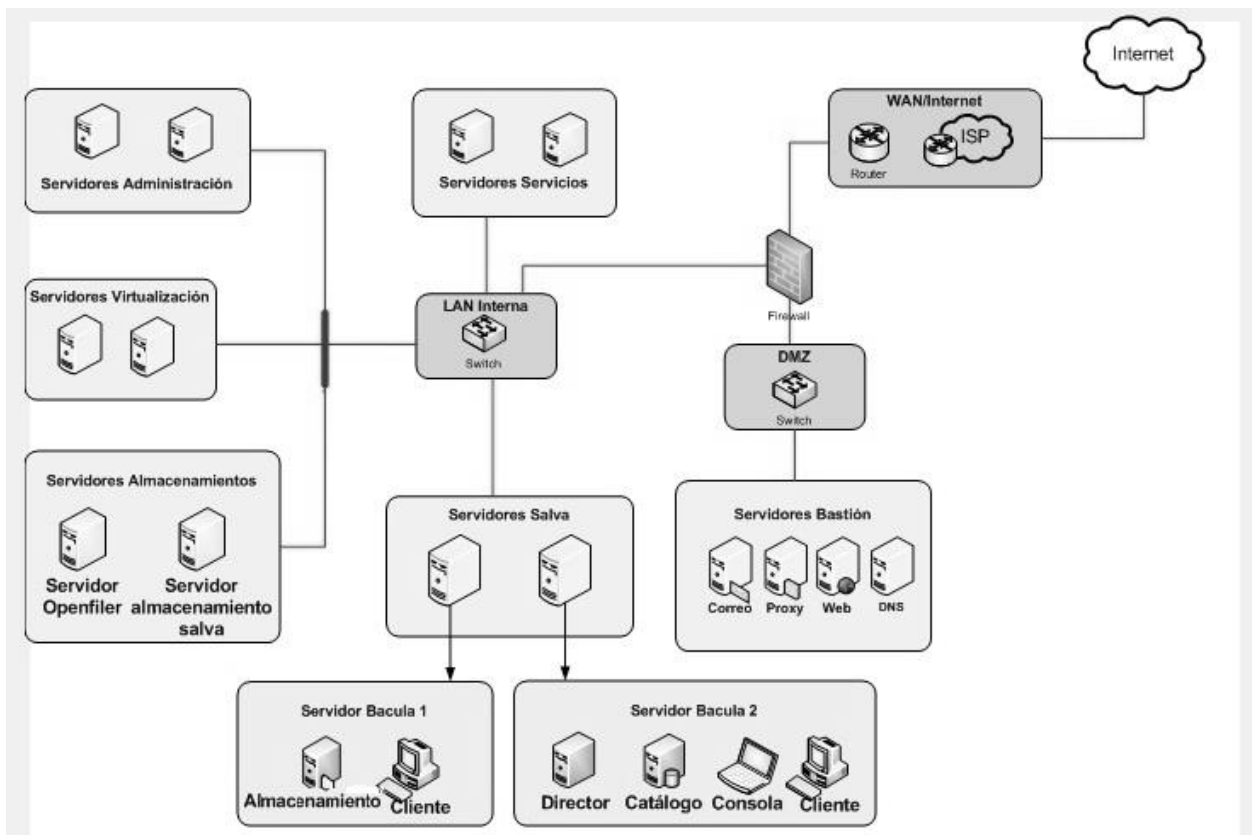 Internet
WAN/Internet
ISP
Router
Servidores Administración
Servidores Servicios
Servidores Virtualización
LAN Interna
Switch
Firewall
DMZ
Switch
Servidores Almacenamientos
Servidor
Openfiler
Servidor
almacenamiento
salva
Servidores Salva
Servidores Bastión
Correo
Proxy
Web
DNS
Servidor Bacula 1
Almacenamiento
Cliente
Servidor Bacula 2
Director
Catálogo
Consola
Cliente